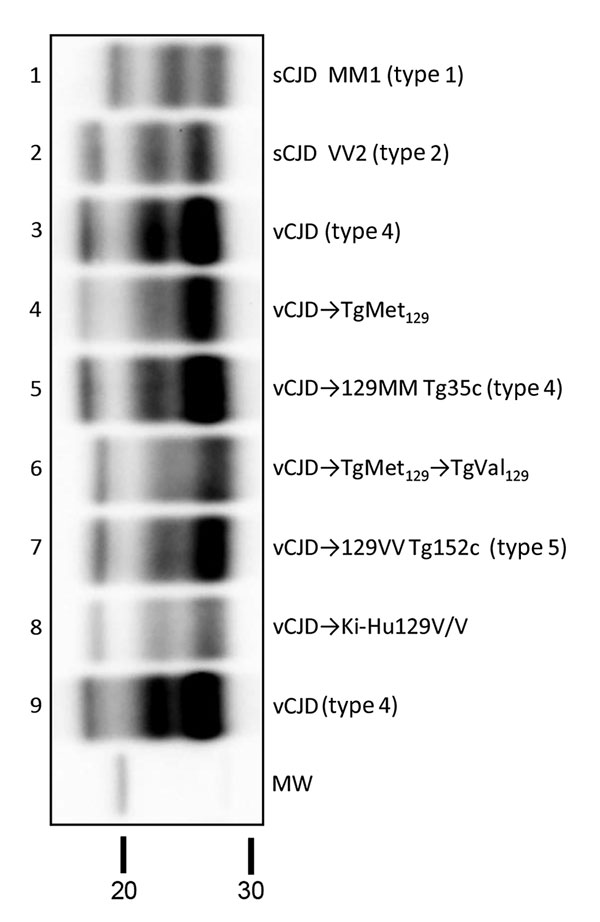 1 sCJD MM1 (type 1)
2 sCJD VV2 (type 2)
3 vCJD (type 4)
4 vCJD→TgMet₁₂₉
5 vCJD→129MM Tg35c (type 4)
6 vCJD→TgMet₁₂₉→TgVal₁₂₉
7 vCJD→129VV Tg152c (type 5)
8 vCJD→Ki-Hu129V/V
9 vCJD (type 4)
MW
20 30